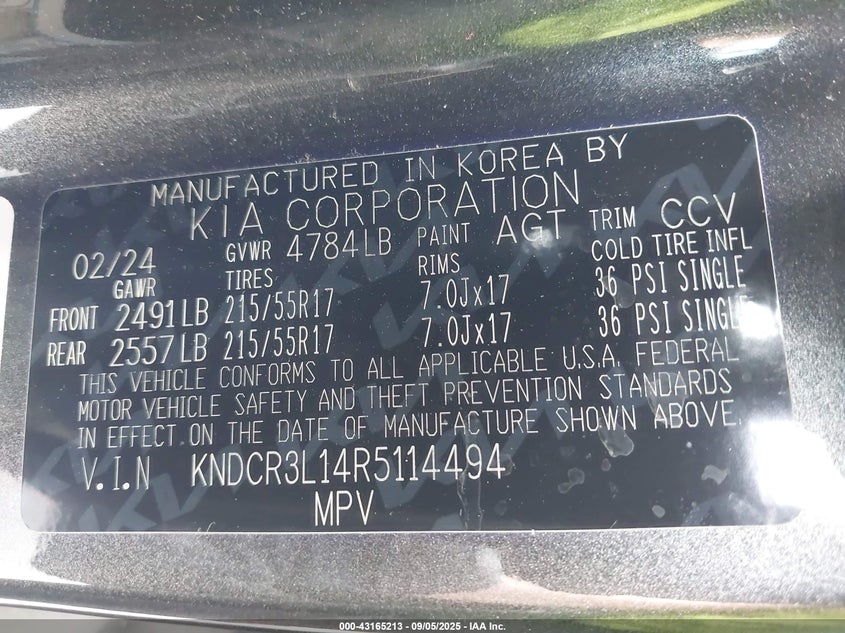 MANUFACTURED IN KOREA BY
KIA CORPORATION
02/24 GVWR 4784LB PAINT AGT TRIM CCV
GAWR TIRES RIMS COLD TIRE INFL
FRONT 2491LB 215/55R17 7.0Jx17 36 PSI SINGLE
REAR 2557LB 215/55R17 7.0Jx17 36 PSI SINGLE
THIS VEHICLE CONFORMS TO ALL APPLICABLE U.S.A. FEDERAL
MOTOR VEHICLE SAFETY AND THEFT PREVENTION STANDARDS
IN EFFECT ON THE DATE OF MANUFACTURE SHOWN ABOVE.
V.I.N KNDCR3L14R5114494
MPV
000-43165213 - 09/05/2025 - IAA Inc.